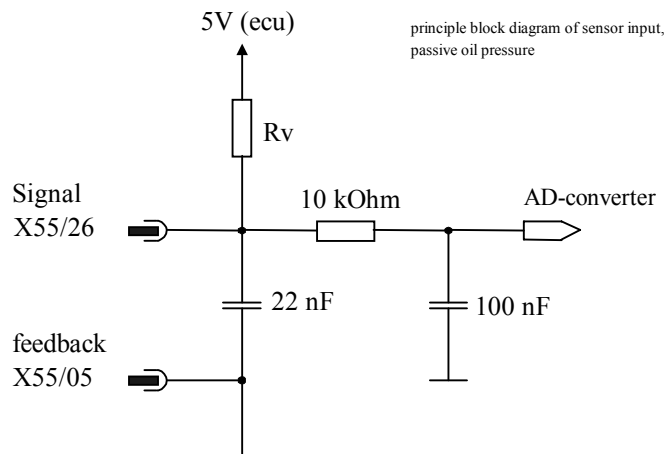 5V (ecu)
principle block diagram of sensor input,
passive oil pressure
Rv
Signal
X55/26
10 kOhm
AD-converter
22 nF
100 nF
feedback
X55/05